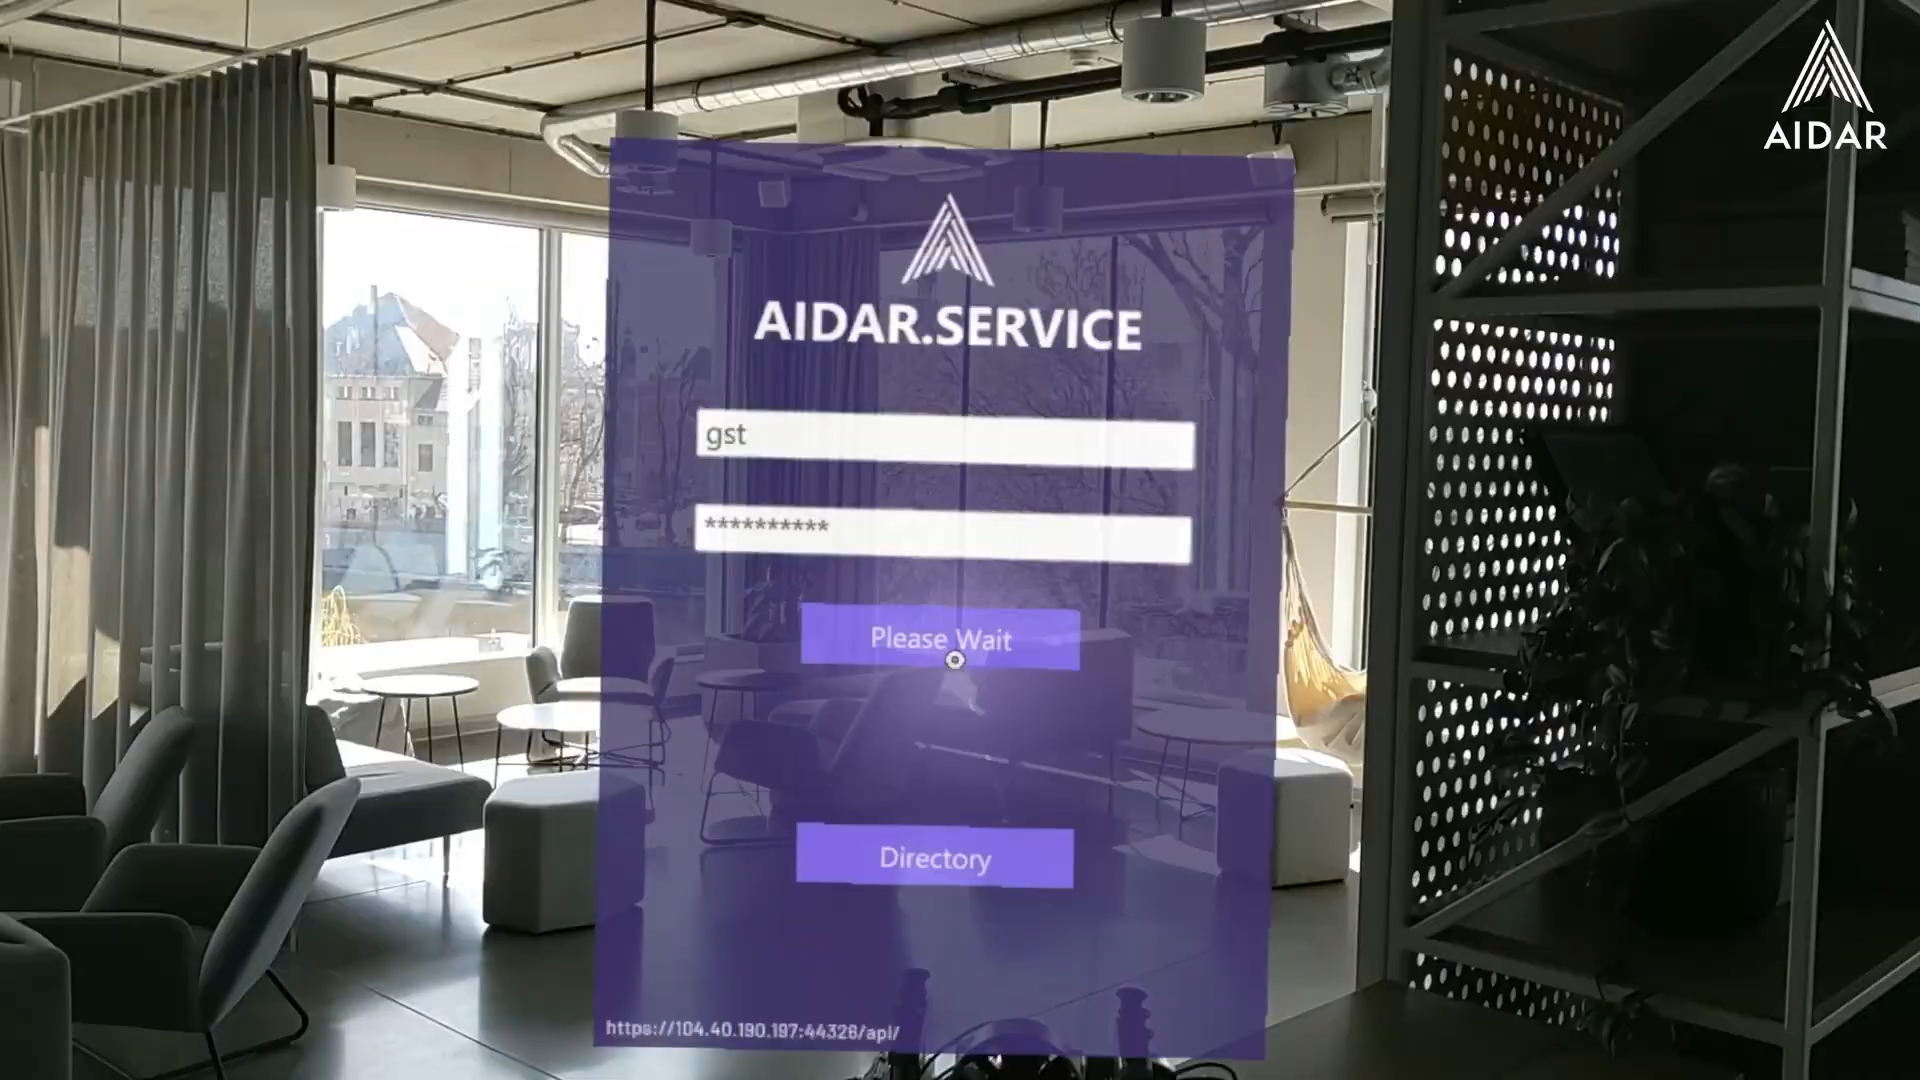 AIDAR
AIDAR.SERVICE
gst
**********
Please Wait
Directory
https://104.40.190.197:44326/api/